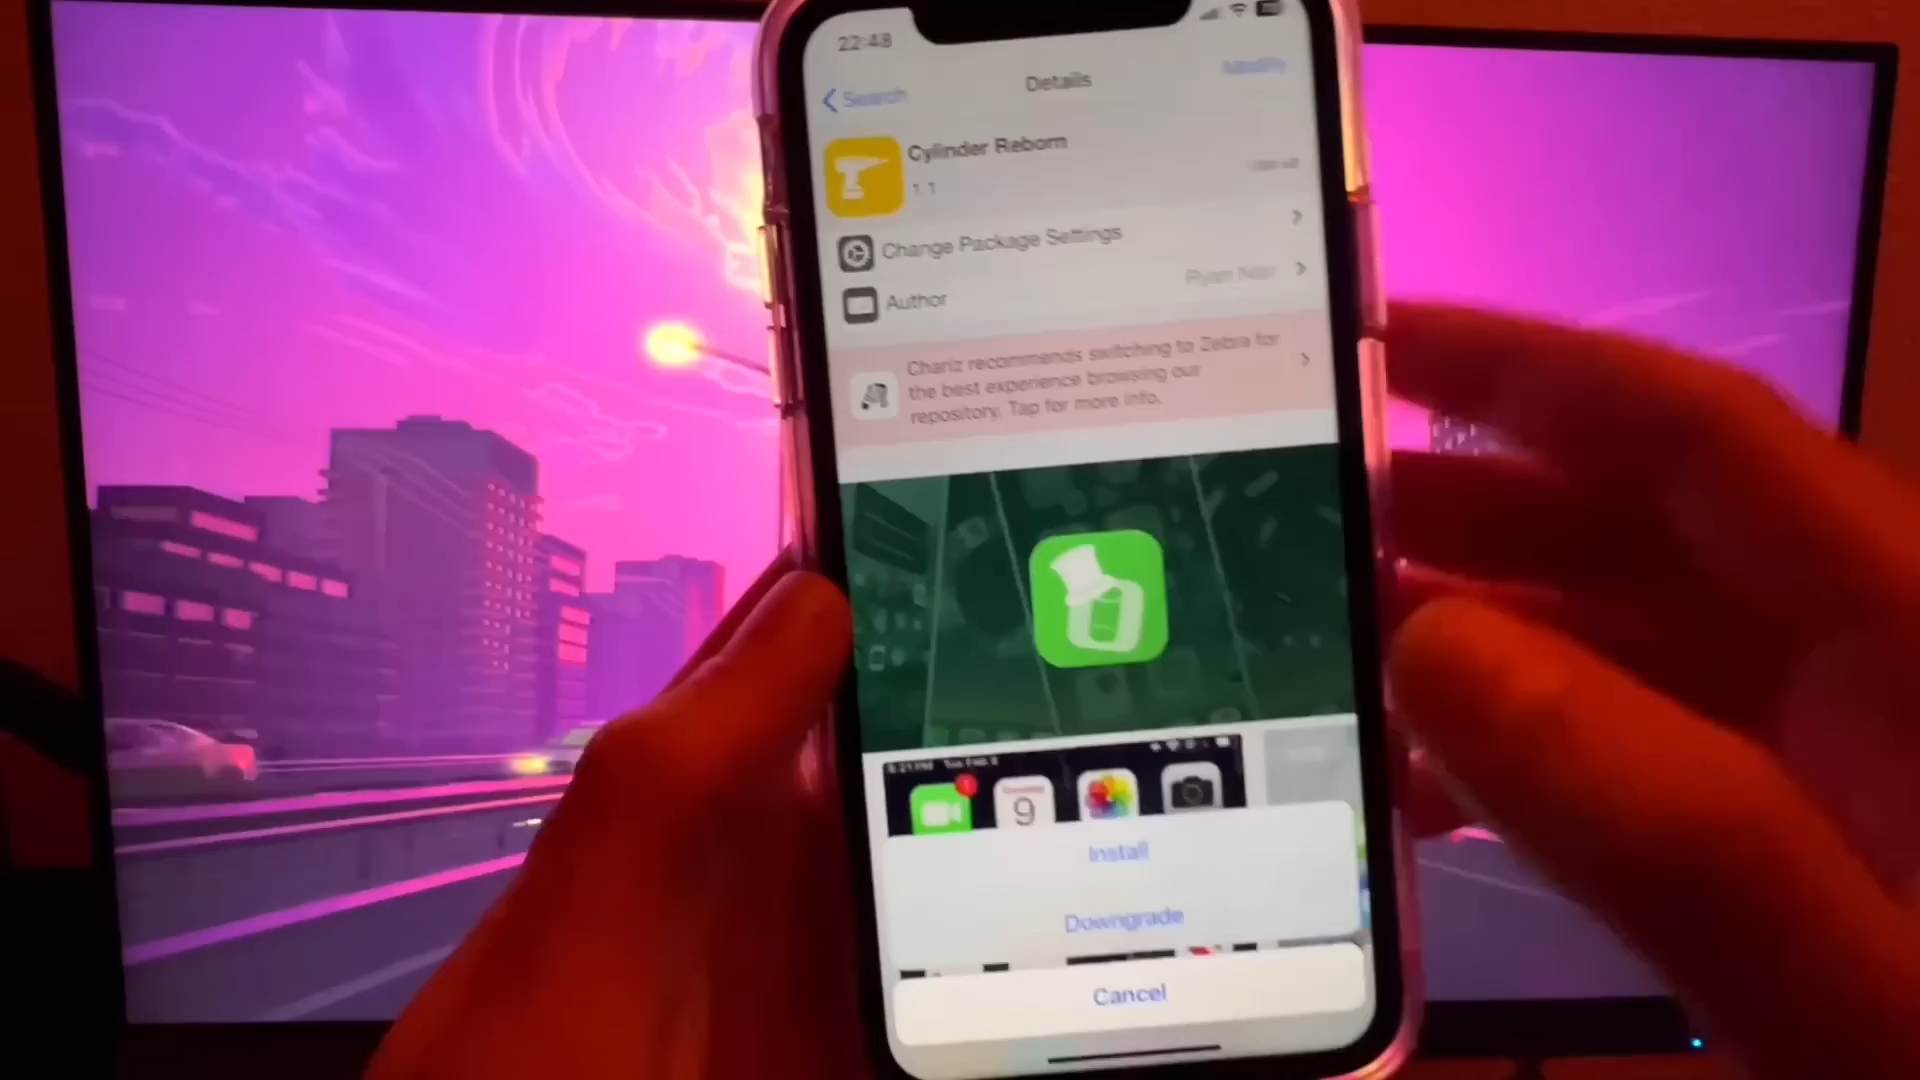 22:48
Search
Details
Modify
Cylinder Reborn
1.1
Change Package Settings
Author
Chariz recommends switching to Zebra for
the best experience browsing our
repository. Tap for more info.
9
Install
Downgrade
Cancel